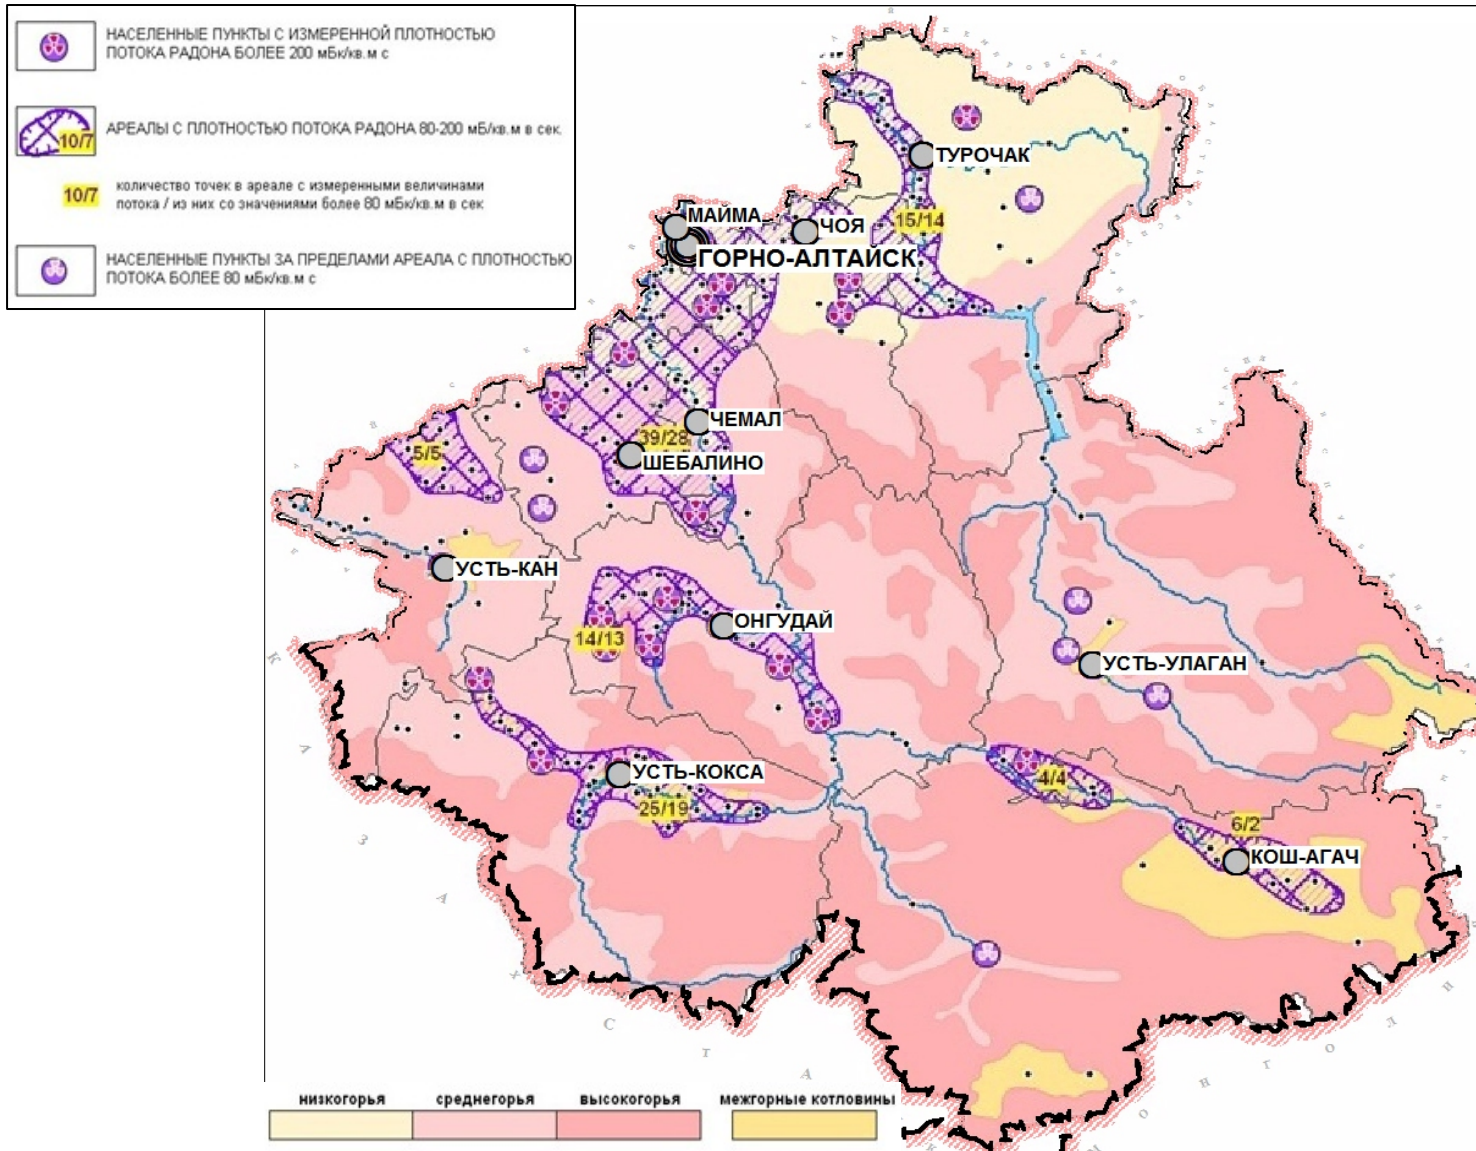 НАСЕЛЕННЫЕ ПУНКТЫ С ИЗМЕРЕННОЙ ПЛОТНОСТЬЮ
ПОТОКА РАДОНА БОЛЕЕ 200 мБк/кв.м с
10/7
АРЕАЛЫ С ПЛОТНОСТЬЮ ПОТОКА РАДОНА 80-200 мБ/кв.м в сек.
10/7
количество точек в ареале с измеренными величинами
потока / из них со значениями более 80 мБк/кв.м в сек
НАСЕЛЕННЫЕ ПУНКТЫ ЗА ПРЕДЕЛАМИ АРЕАЛА С ПЛОТНОСТЬЮ
ПОТОКА БОЛЕЕ 80 мБк/кв.м с
ТУРОЧАК
15/14
МАЙМА
ЧОЯ
ГОРНО-АЛТАЙСК
ЧЕМАЛ
39/28
5/5
ШЕБАЛИНО
УСТЬ-КАН
ОНГУДАЙ
14/13
УСТЬ-УЛАГАН
УСТЬ-КОКСА
4/4
25/19
6/2
КОШ-АГАЧ
К
А
З
А
Х
С
Т
А
низкогорья
среднегорья
высокогорья
межгорные котловины